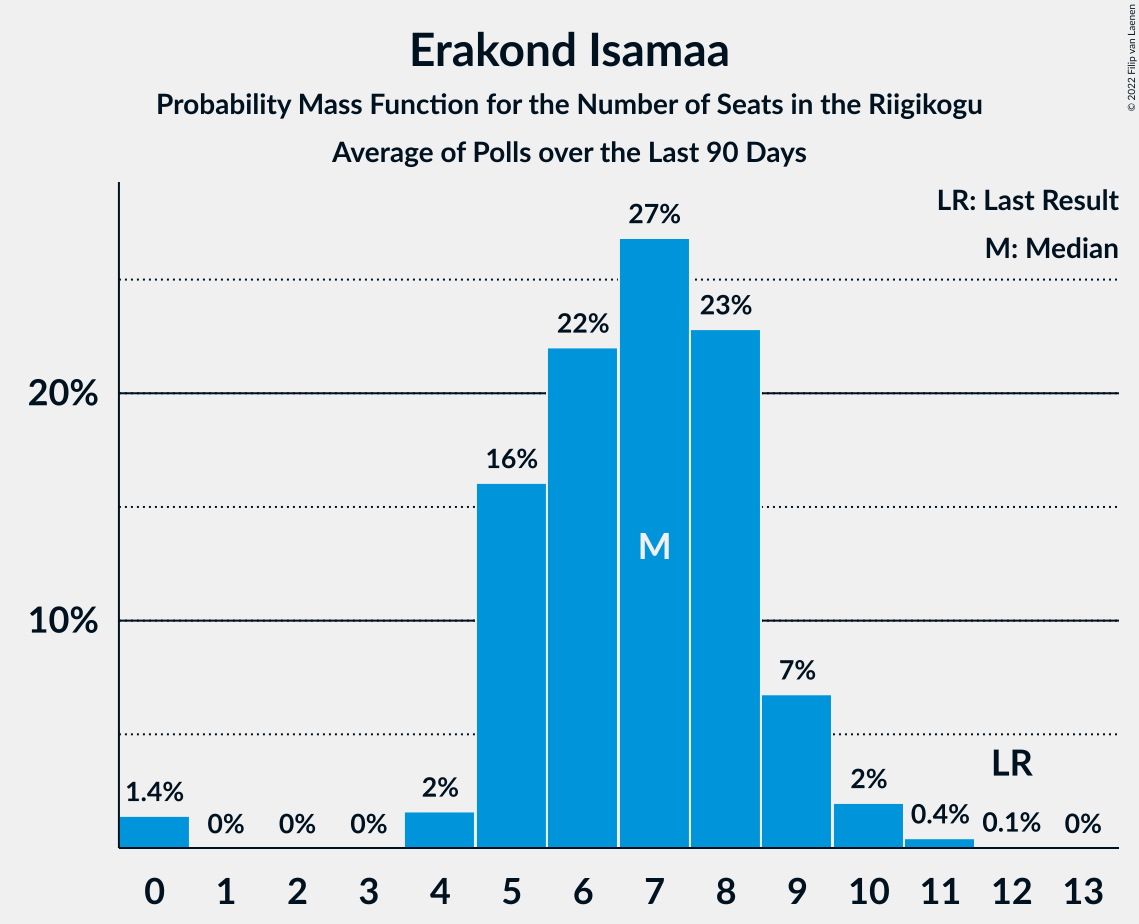 Erakond Isamaa
Probability Mass Function for the Number of Seats in the Riigikogu
Average of Polls over the Last 90 Days
© 2022 Filip van Laenen
LR: Last Result
M: Median
27%
23%
22%
20%
16%
M
10%
7%
LR
1.4%
0%
0%
0%
2%
2%
0.4%
0.1%
0%
0 1 2 3 4 5 6 7 8 9 10 11 12 13